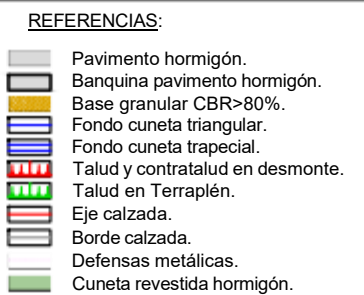 REFERENCIAS:
Pavimento hormigón.
Banquina pavimento hormigón.
Base granular CBR>80%.
Fondo cuneta triangular.
Fondo cuneta trapecial.
Talud y contratalud en desmonte.
Talud en Terraplén.
Eje calzada.
Borde calzada.
Defensas metálicas.
Cuneta revestida hormigón.